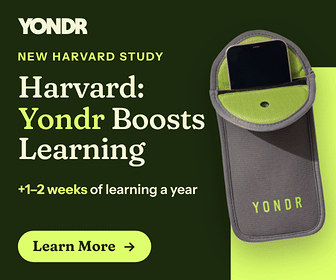 YONDR
NEW HARVARD STUDY
Harvard:
Yondr Boosts
Learning
+1–2 weeks of learning a year
Learn More →
YONDR